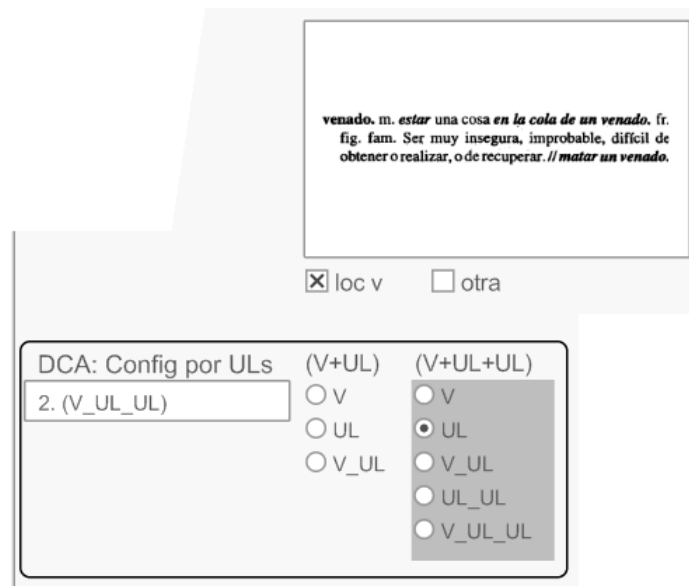 venado. m. estar una cosa en la cola de un venado. fr.
fig. fam. Ser muy insegura, improbable, difícil de
obtener o realizar, o de recuperar. // matar un venado.
loc v otra
DCA: Config por ULs (V+UL) (V+UL+UL)
2. (V_UL_UL) V V
UL UL
V_UL V_UL
UL_UL
V_UL_UL